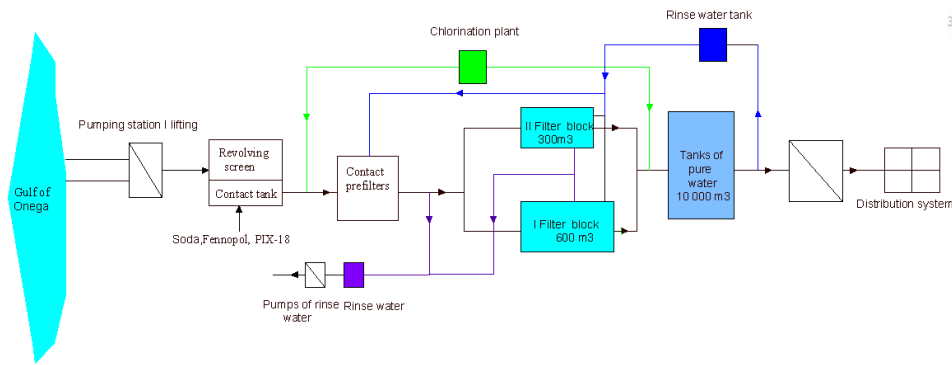 Rinse water tank
Chlorination plant
Pumping station I lifting
Revolving
screen
Contact tank
Soda,Fennopol, PIX-18
Gulf of
Onega
Contact
prefilters
II Filter block
300m3
I Filter block
600 m3
Tanks of
pure
water
10 000 m3
Distribution system
Pumps of rinse
water
Rinse water